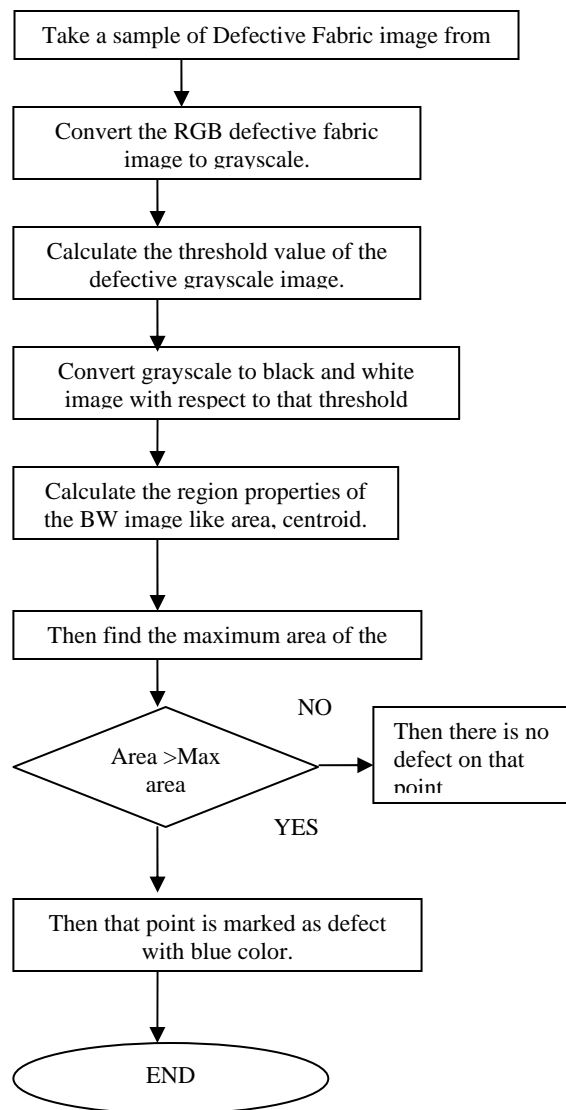 Take a sample of Defective Fabric image from
Convert the RGB defective fabric
image to grayscale.
Calculate the threshold value of the
defective grayscale image.
Convert grayscale to black and white
image with respect to that threshold
Calculate the region properties of
the BW image like area, centroid.
Then find the maximum area of the
NO
Then there is no
defect on that
point
Area >Max
area
YES
Then that point is marked as defect
with blue color.
END